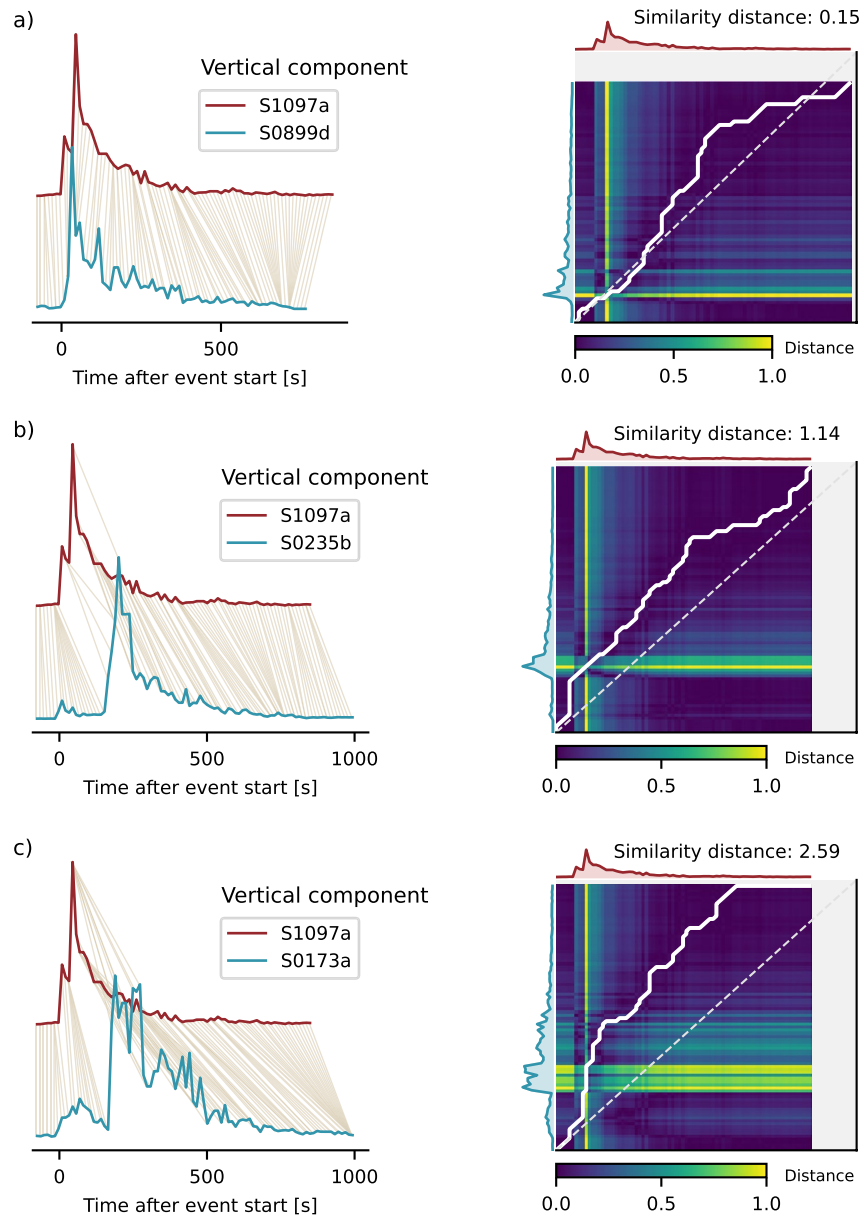 a)
Similarity distance: 0.15
Vertical component
S1097a
S0899d
0
500
Time after event start [s]
Distance
0.0
0.5
1.0
b)
Similarity distance: 1.14
Vertical component
S1097a
S0235b
0
500
1000
Time after event start [s]
Distance
0.0
0.5
1.0
c)
Similarity distance: 2.59
Vertical component
S1097a
S0173a
0
500
1000
Time after event start [s]
Distance
0.0
0.5
1.0